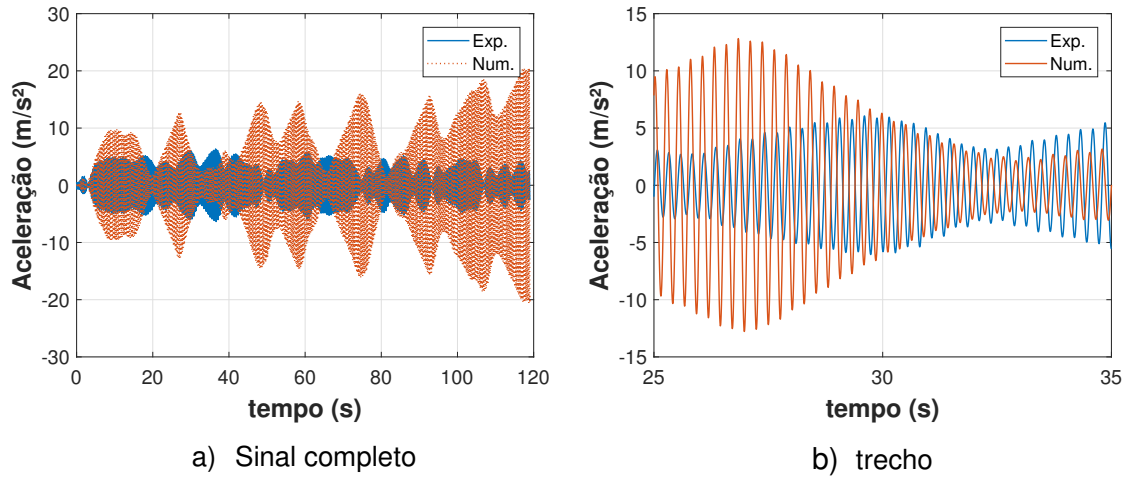 30
20
10
0
-10
-20
-30
0 20 40 60 80 100 120
Aceleração (m/s²)
tempo (s)
Exp.
Num.
a) Sinal completo
15
10
5
0
-5
-10
-15
25 30 35
Aceleração (m/s²)
tempo (s)
Exp.
Num.
b) trecho